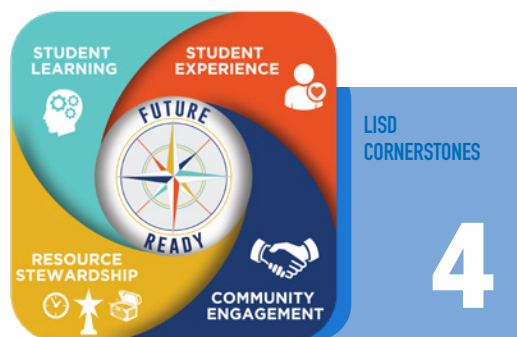 STUDENT
LEARNING
STUDENT
EXPERIENCE
FUTURE
READY
RESOURCE
STEWARDSHIP
COMMUNITY
ENGAGEMENT
LISD
CORNERSTONES
4